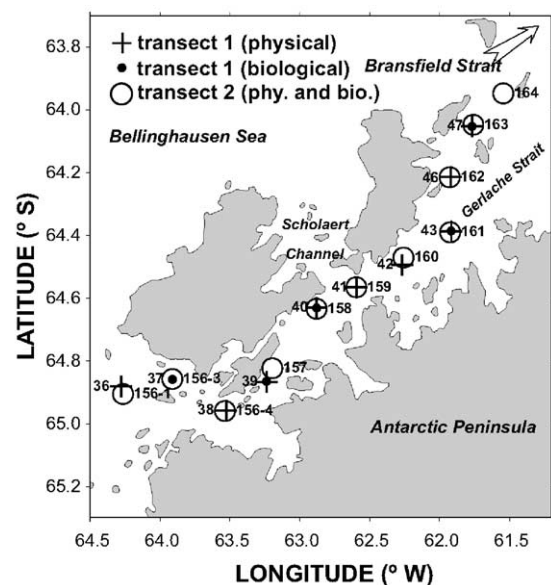 63.8
64.0
64.2
64.4
64.6
64.8
65.0
65.2
LATITUDE (º S)
transect 1 (physical)
transect 1 (biological)
transect 2 (phy. and bio.)
Bransfield Strait
Bellinghausen Sea
164
47 163
46 162
Gerlache Strait
43 161
Scholaert
Channel
160
42
41 159
40 158
157
37 156-3
39
36
156-1
38 156-4
Antarctic Peninsula
64.5 64.0 63.5 63.0 62.5 62.0 61.5
LONGITUDE (º W)